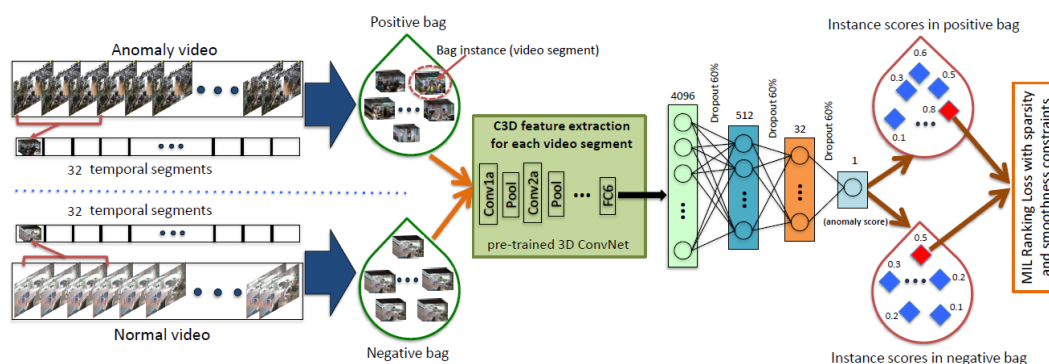 Anomaly video
32 temporal segments
32 temporal segments
Normal video
Positive bag
Bag instance (video segment)
Negative bag
C3D feature extraction
for each video segment
Conv1a
Pool
Conv2a
Pool
...
FC6
pre-trained 3D ConvNet
4096
Dropout 60%
512
Dropout 60%
32
Dropout 60%
1
(anomaly score)
Instance scores in positive bag
0.6
0.3
0.5
0.8
0.1
0.5
0.3
0.2
0.2
0.1
Instance scores in negative bag
MIL Ranking Loss with sparsity
and smoothness constraints